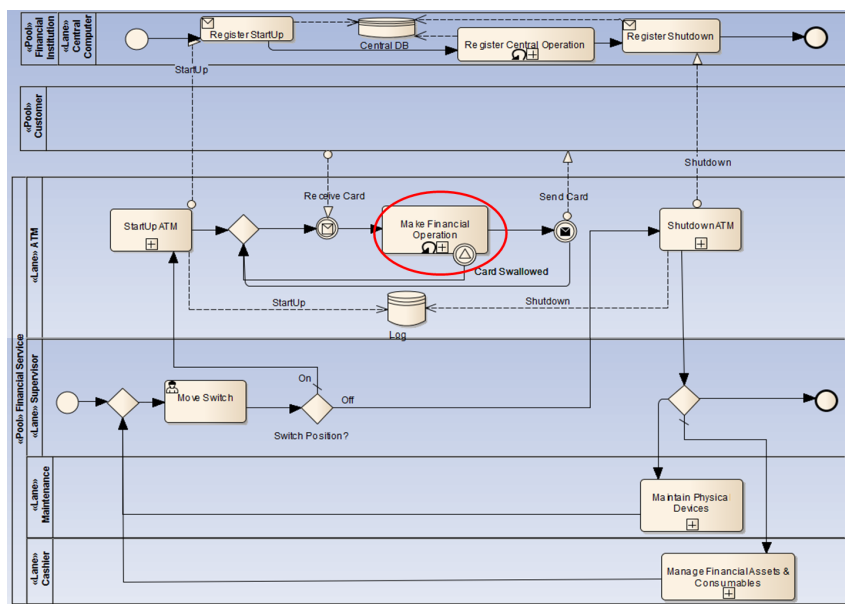 «Pool»
Financial
Institution
«Lane»
Central
Computer
Register StartUp
Central DB
Register Central Operation
Register Shutdown
StartUp
«Pool»
Customer
Shutdown
Receive Card
Send Card
«Pool» Financial Service
«Lane» ATM
StartUp ATM
Make Financial
Operation
Shutdown ATM
Card Swallowed
StartUp
Shutdown
Log
«Lane» Supervisor
On
Move Switch
Off
Switch Position?
«Lane»
Maintenance
Maintain Physical
Devices
«Lane»
Cashier
Manage Financial Assets &
Consumables